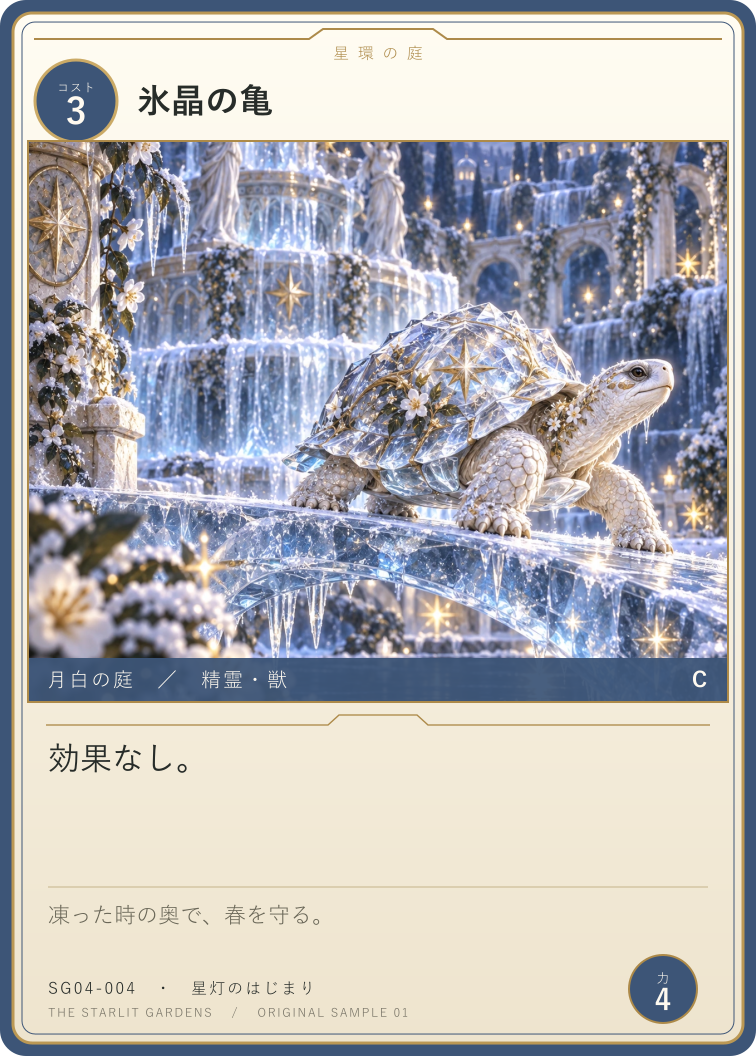 星環の庭
コスト
3
氷晶の亀
月白の庭 ／ 精霊・獣
C
効果なし。
凍った時の奥で、春を守る。
SG04-004 ・ 星灯のはじまり
THE STARLIT GARDENS / ORIGINAL SAMPLE 01
力
4